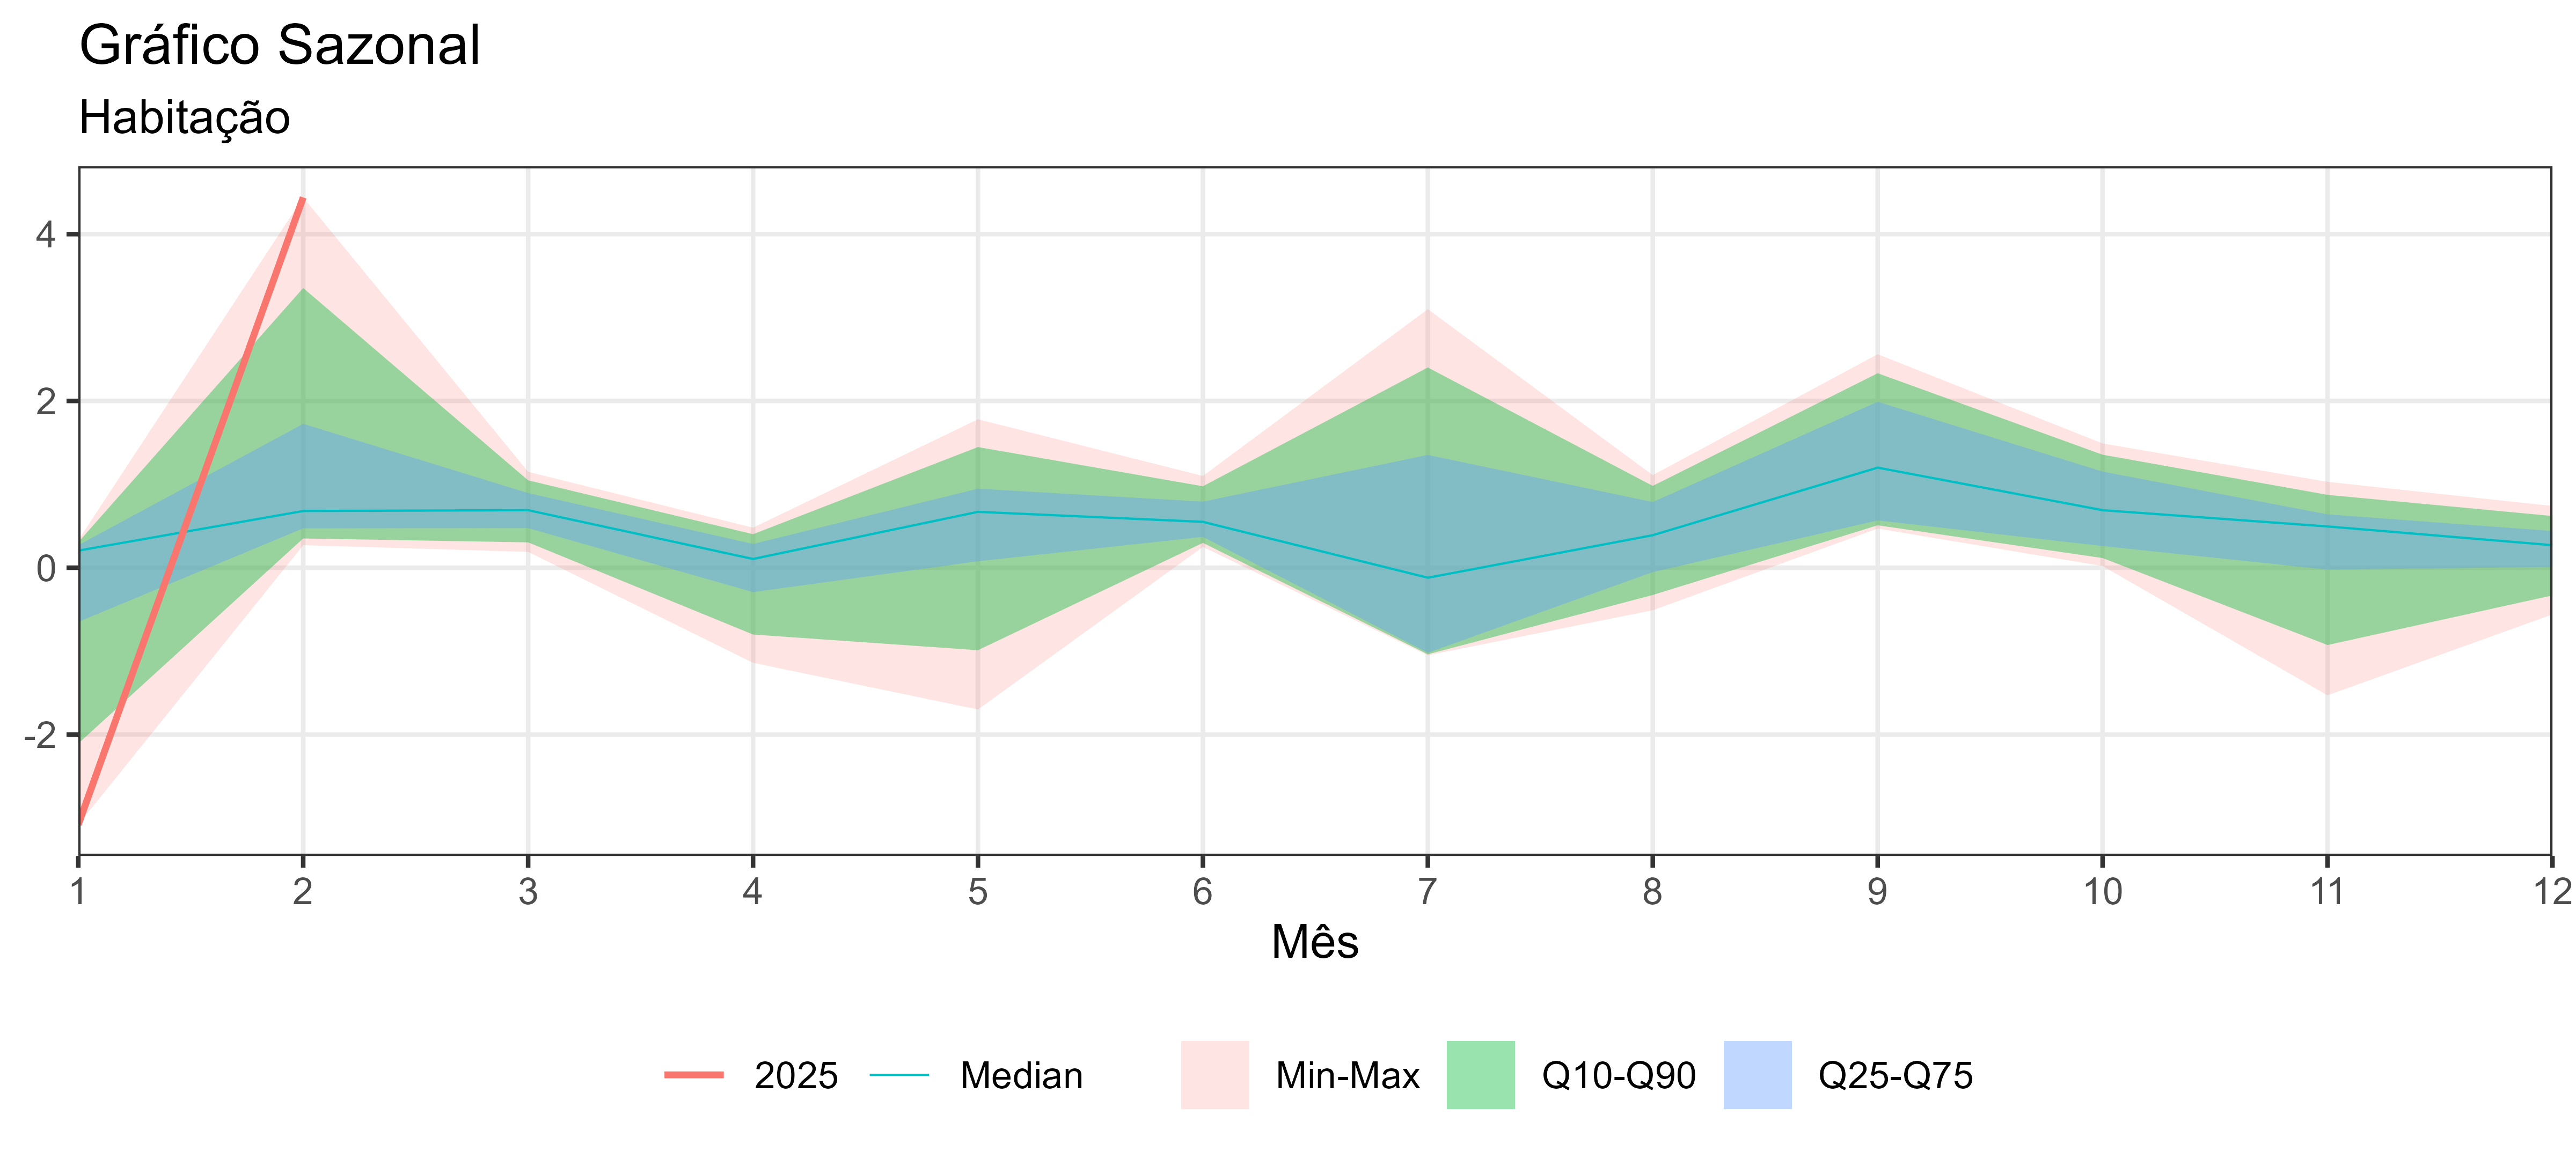 Gráfico Sazonal
Habitação
4
2
0
-2
1 2 3 4 5 6 7 8 9 10 11 12
Mês
2025 Median Min-Max Q10-Q90 Q25-Q75